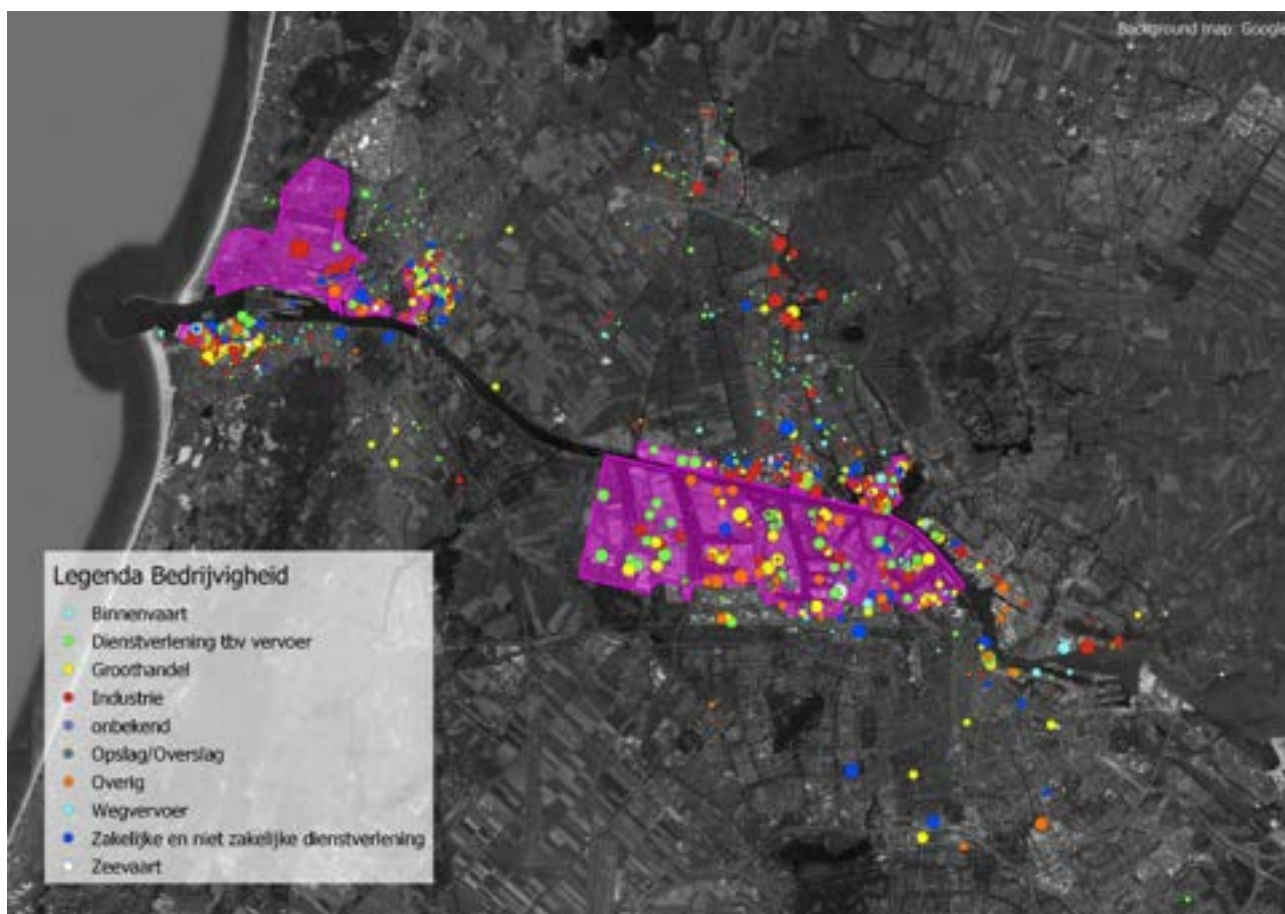 Background map: Google
Legenda Bedrijvigheid
Binnenvaart
Dienstverlening tbv vervoer
Groothandel
Industrie
onbekend
Opslag/Overslag
Overig
Wegvervoer
Zakelijke en niet zakelijke dienstverlening
Zeevaart